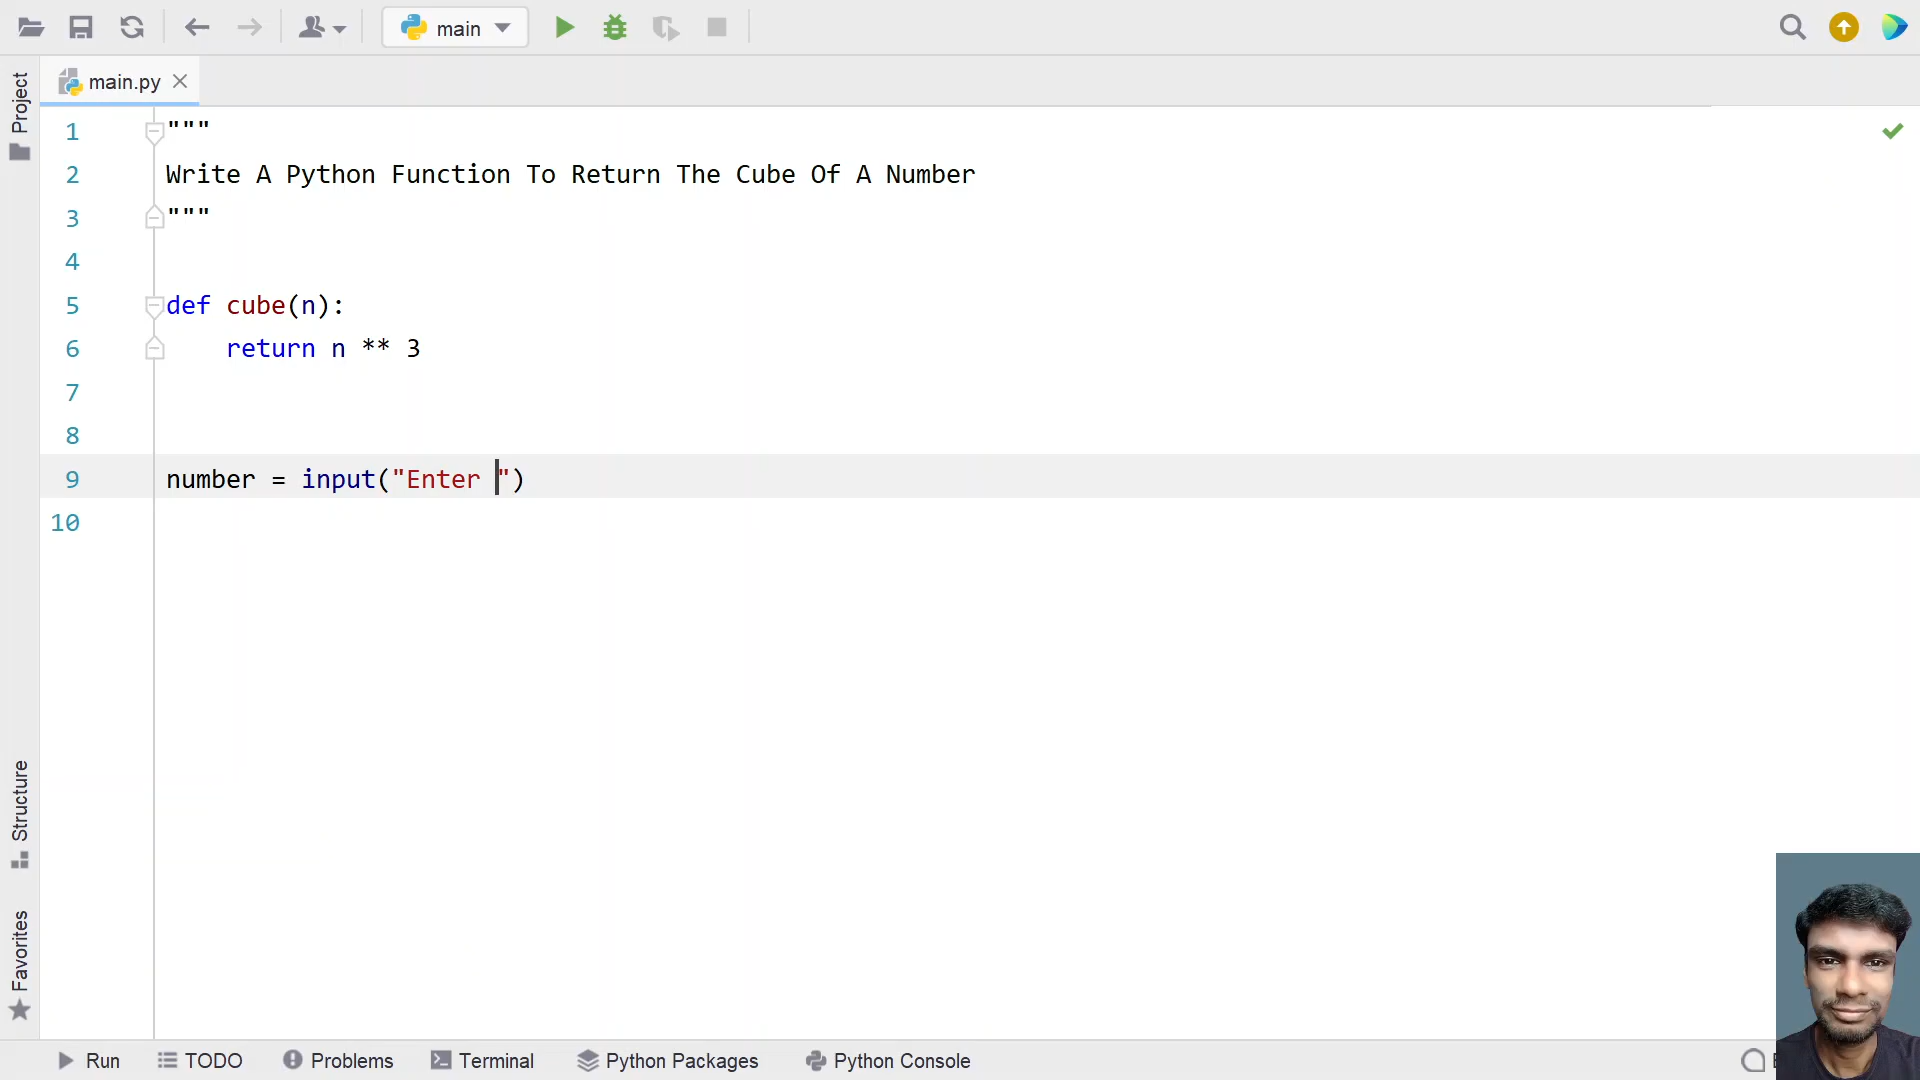 main
main.py
Project
1 """
2 Write A Python Function To Return The Cube Of A Number
3 """
4
5 def cube(n):
6 return n ** 3
7
8
9 number = input("Enter ")
10
Structure
Favorites
Run TODO Problems Terminal Python Packages Python Console